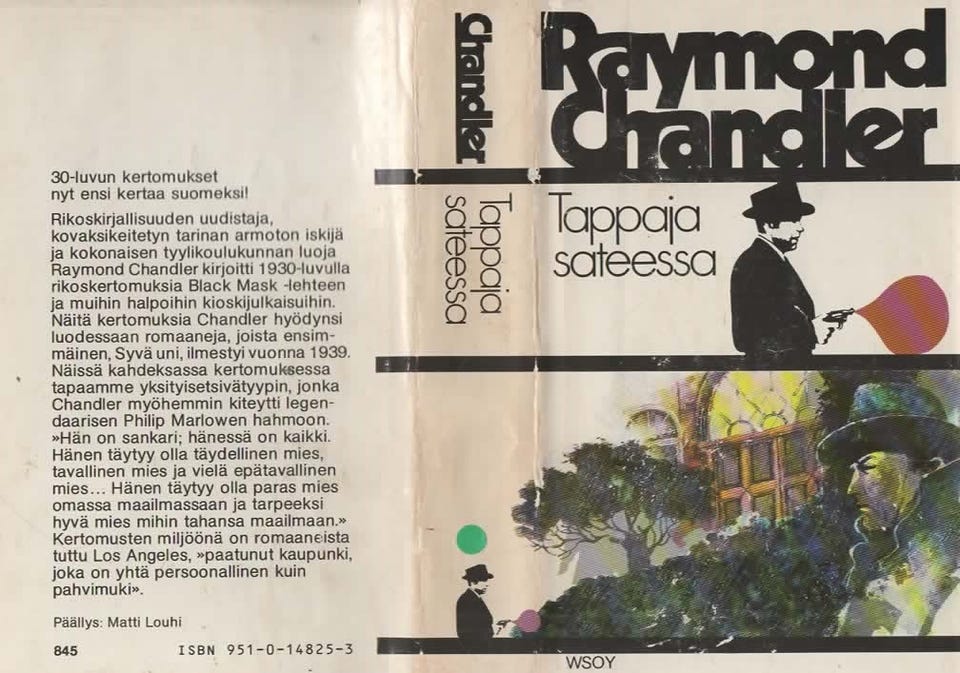 30-luvun kertomukset
nyt ensi kertaa suomeksi!
Rikoskirjallisuuden uudistaja,
kovaksikeitetyn tarinan armoton iskijä
ja kokonaisen tyylikoulukunnan luoja
Raymond Chandler kirjoitti 1930-luvulla
rikoskertomuksia Black Mask -lehteen
ja muihin halpoihin kioskijulkaisuihin.
Näitä kertomuksia Chandler hyödynsi
luodessaan romaaneja, joista ensim-
mäinen, Syvä uni, ilmestyi vuonna 1939.
Näissä kahdeksassa kertomuksessa
tapaamme yksityisetsivätyypin, jonka
Chandler myöhemmin kiteytti legen-
daarisen Philip Marlowen hahmoon.
»Hän on sankari; hänessä on kaikki.
Hänen täytyy olla täydellinen mies,
tavallinen mies ja vielä epätavallinen
mies... Hänen täytyy olla paras mies
omassa maailmassaan ja tarpeeksi
hyvä mies mihin tahansa maailmaan.»
Kertomusten miljöönä on romaaneista
tuttu Los Angeles, »paatunut kaupunki,
joka on yhtä persoonallinen kuin
pahvimuki».
Päällys: Matti Louhi
845 ISBN 951-0-14825-3
Chandler
Tappaja
sateessa
Raymond
Chandler
Tappaja
sateessa
WSOY